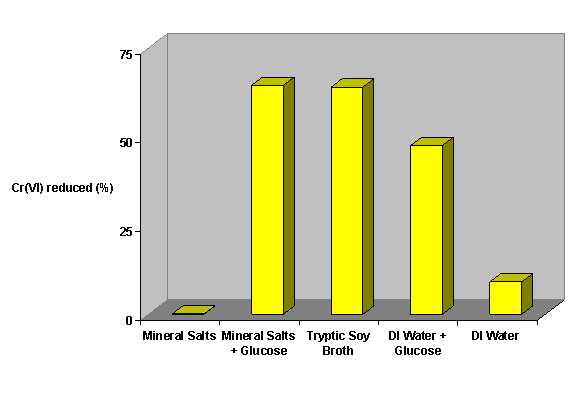 75
50
Cr(VI) reduced (%)
25
0
Mineral Salts
Mineral Salts
+ Glucose
Tryptic Soy
Broth
DI Water +
Glucose
DI Water